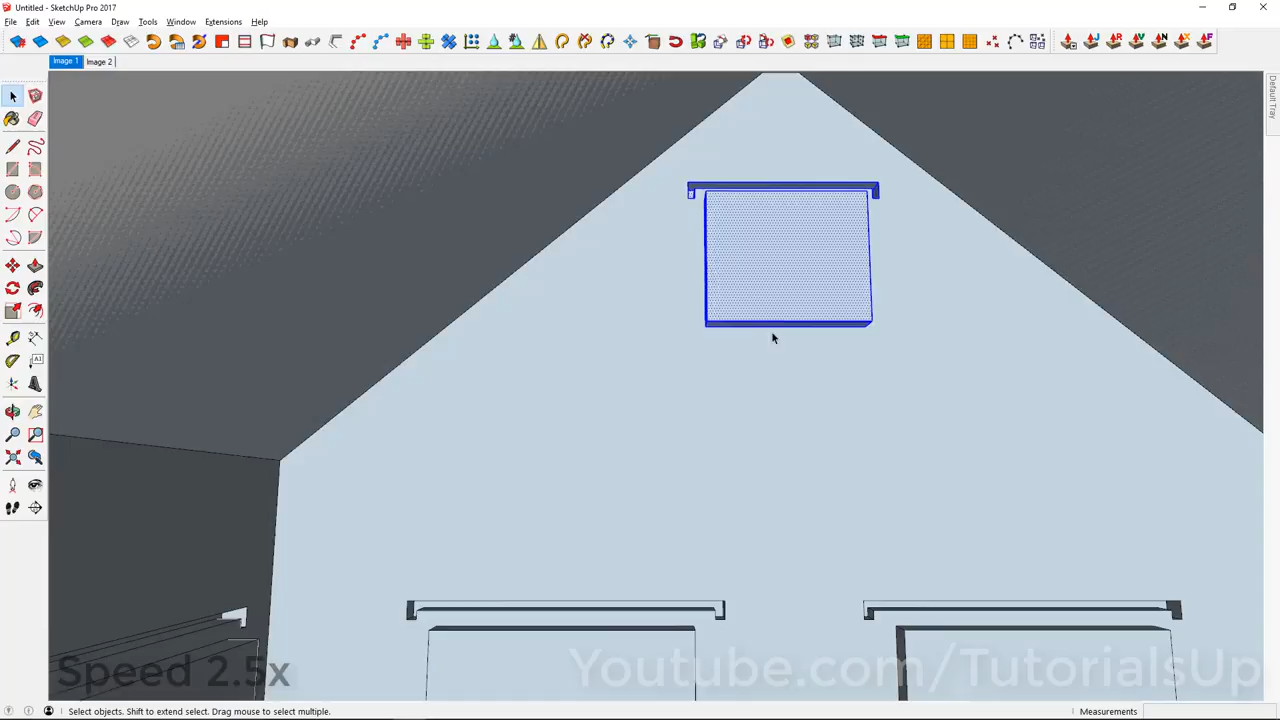 Untitled - SketchUp Pro 2017
File Edit View Camera Draw Tools Window Extensions Help
Image 1 Image 2
Default Tray
Speed 2.5x
Youtube.com/TutorialsUp
Select objects. Shift to extend select. Drag mouse to select multiple.
Measurements